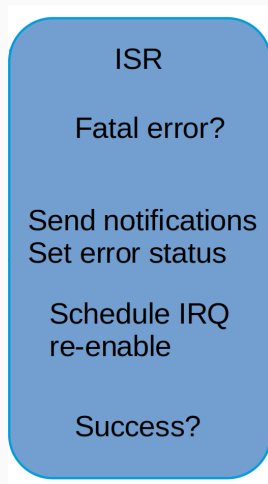 ISR
Fatal error?
Send notifications
Set error status
Schedule IRQ
re-enable
Success?